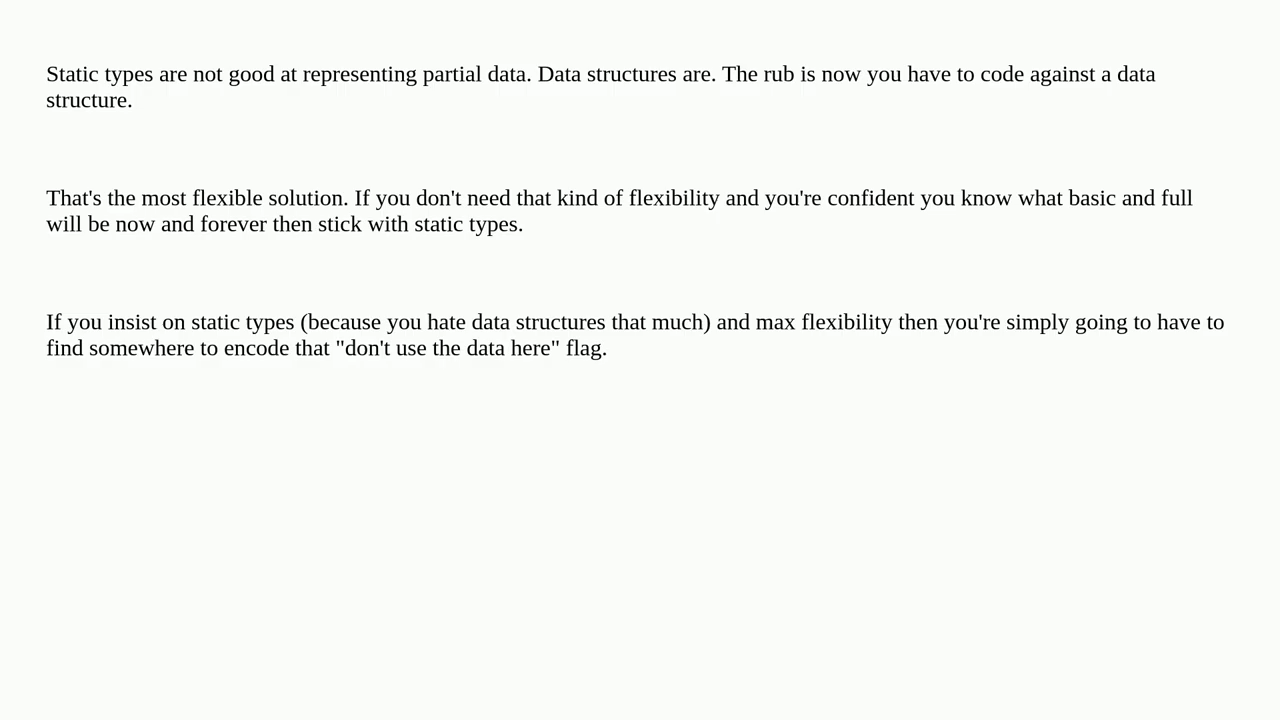 Static types are not good at representing partial data. Data structures are. The rub is now you have to code against a data
structure.
That's the most flexible solution. If you don't need that kind of flexibility and you're confident you know what basic and full
will be now and forever then stick with static types.
If you insist on static types (because you hate data structures that much) and max flexibility then you're simply going to have to
find somewhere to encode that "don't use the data here" flag.